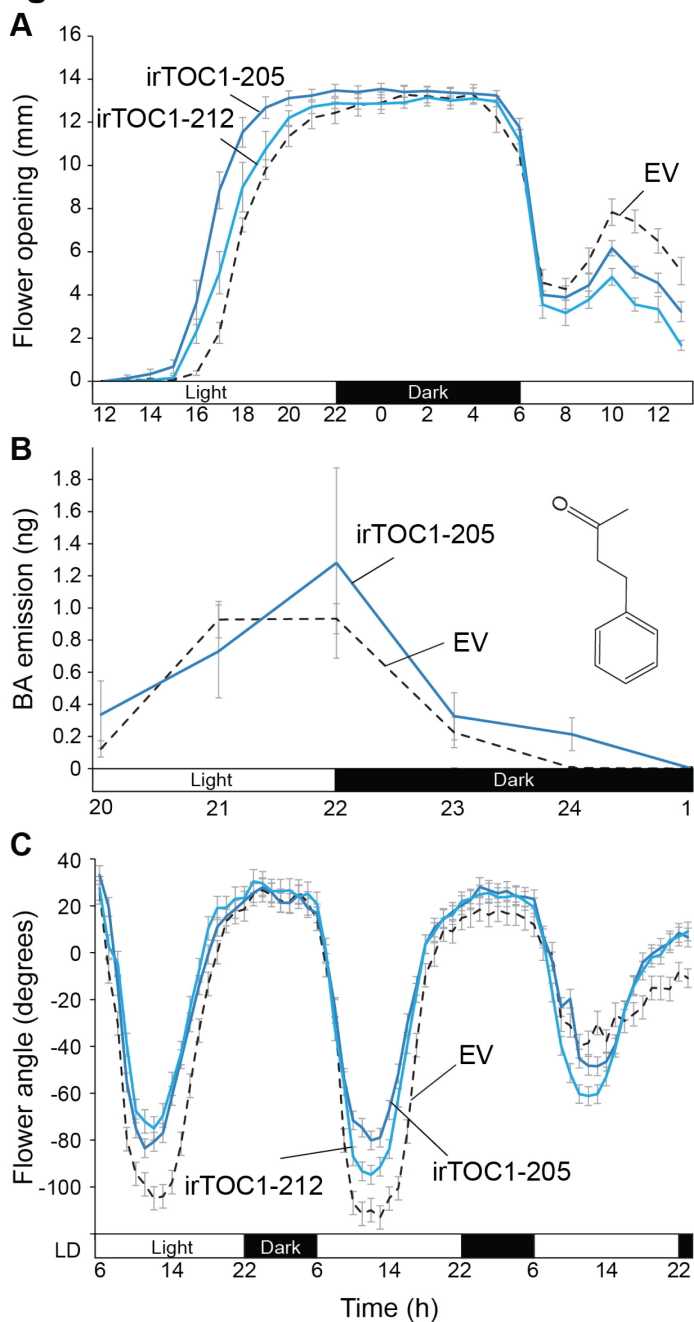 A
16
14
12
10
8
6
4
2
0
Flower opening (mm)
irTOC1-205
irTOC1-212
EV
Light
Dark
12 14 16 18 20 22 0 2 4 6 8 10 12
B
1.8
1.6
1.4
1.2
1.0
0.8
0.6
0.4
0.2
0
BA emission (ng)
O
irTOC1-205
EV
Light
Dark
20 21 22 23 24 1
C
40
20
0
-20
-40
-60
-80
-100
Flower angle (degrees)
EV
irTOC1-212
irTOC1-205
LD
Light
Dark
6 14 22 6 14 22 6 14 22
Time (h)